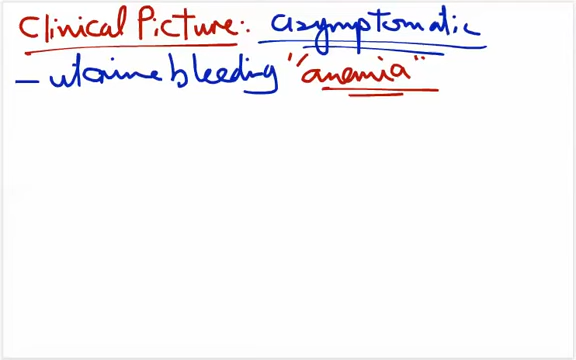 Clinical Picture: asymptomatic
- uterine bleeding "anemia"